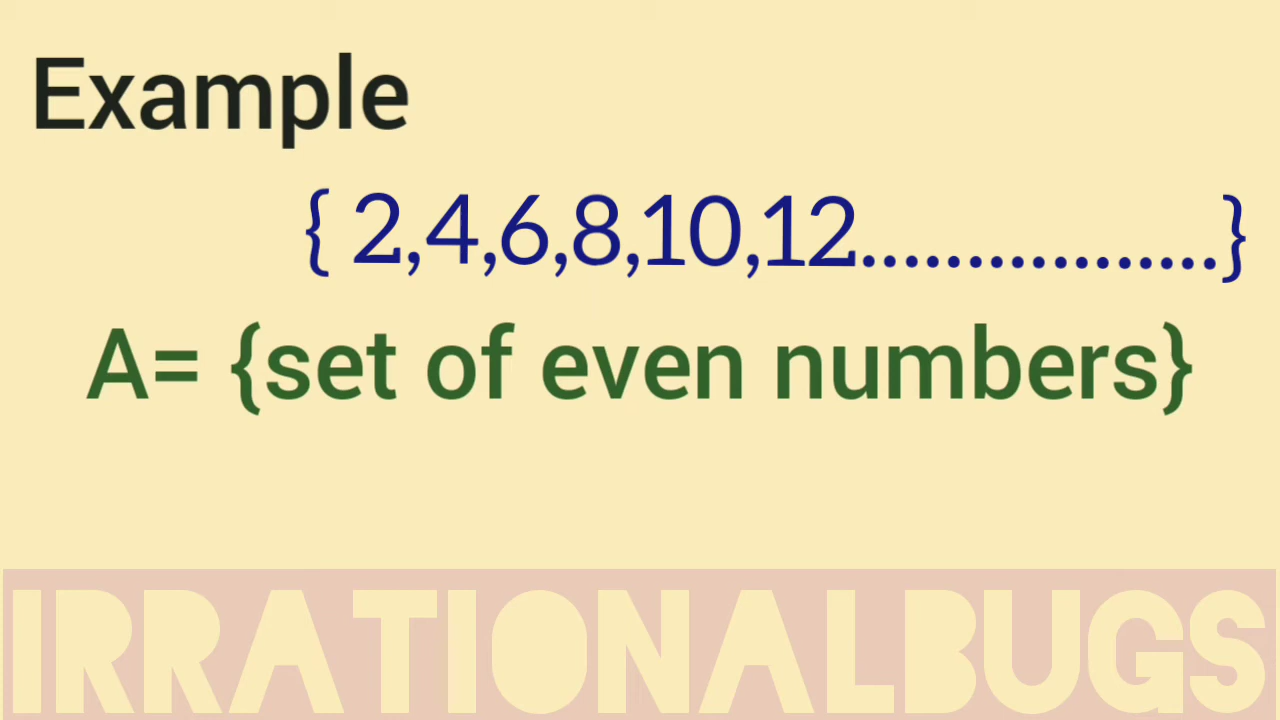 Example
{ 2,4,6,8,10,12.................}
A= {set of even numbers}
IRRATIONALBUGS